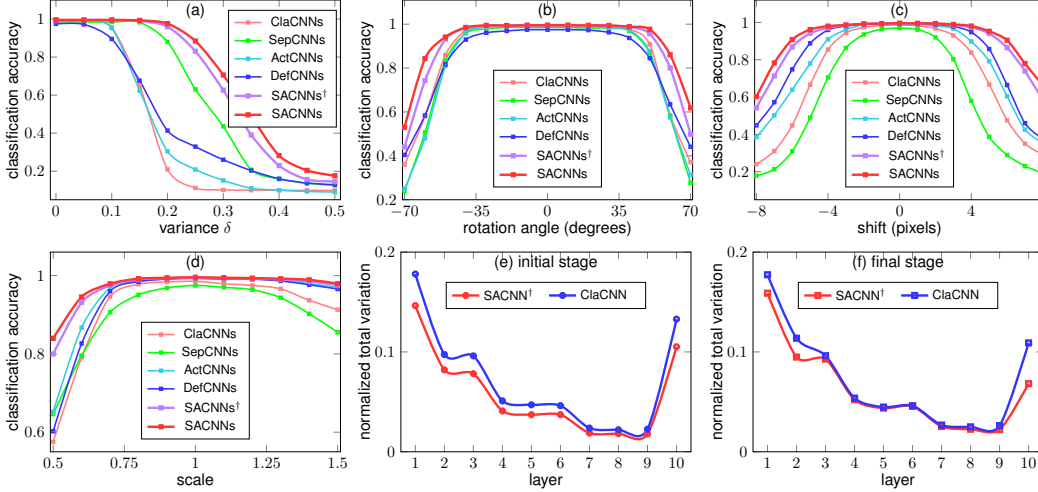 (a)
classification accuracy
1
0.8
0.6
0.4
0.2
ClaCNNs
SepCNNs
ActCNNs
DefCNNs
SACNNs†
SACNNs
0 0.1 0.2 0.3 0.4 0.5
variance δ
(b)
classification accuracy
1
0.8
0.6
0.4
0.2
ClaCNNs
SepCNNs
ActCNNs
DefCNNs
SACNNs†
SACNNs
−70 −35 0 35 70
rotation angle (degrees)
(c)
classification accuracy
1
0.8
0.6
0.4
0.2
ClaCNNs
SepCNNs
ActCNNs
DefCNNs
SACNNs†
SACNNs
−8 −4 0 4
shift (pixels)
(d)
classification accuracy
1
0.8
0.6
ClaCNNs
SepCNNs
ActCNNs
DefCNNs
SACNNs†
SACNNs
0.5 0.75 1 1.25 1.5
scale
(e) initial stage
normalized total variation
0.2
0.1
0
SACNN† ClaCNN
1 2 3 4 5 6 7 8 9 10
layer
(f) final stage
normalized total variation
0.2
0.1
0
SACNN† ClaCNN
1 2 3 4 5 6 7 8 9 10
layer